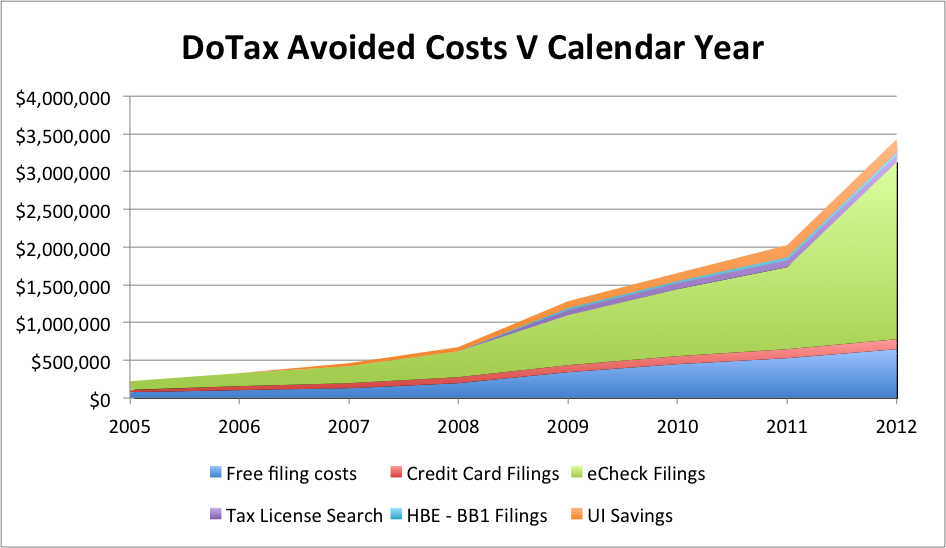 DoTax Avoided Costs V Calendar Year
$4,000,000
$3,500,000
$3,000,000
$2,500,000
$2,000,000
$1,500,000
$1,000,000
$500,000
$0
2005 2006 2007 2008 2009 2010 2011 2012
Free filing costs Credit Card Filings eCheck Filings
Tax License Search HBE - BB1 Filings UI Savings